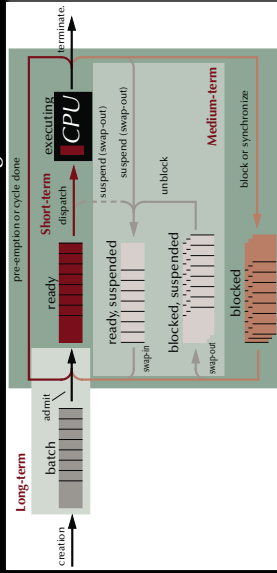 Long-term
Short-term
Medium-term
creation
batch
admit
ready
dispatch
executing
CPU
terminate.
pre-emption or cycle done
suspend (swap-out)
suspend (swap-out)
unblock
block or synchronize
ready, suspended
swap-in
blocked, suspended
swap-out
blocked